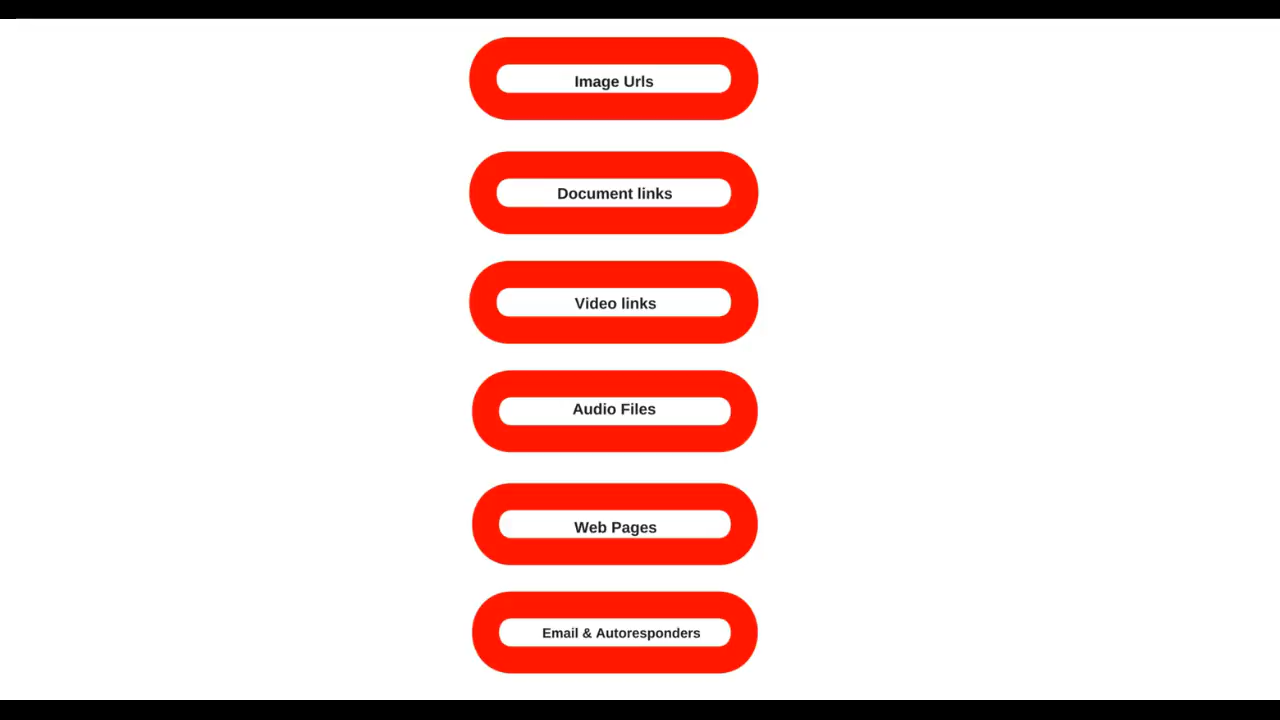 Image Urls
Document links
Video links
Audio Files
Web Pages
Email & Autoresponders